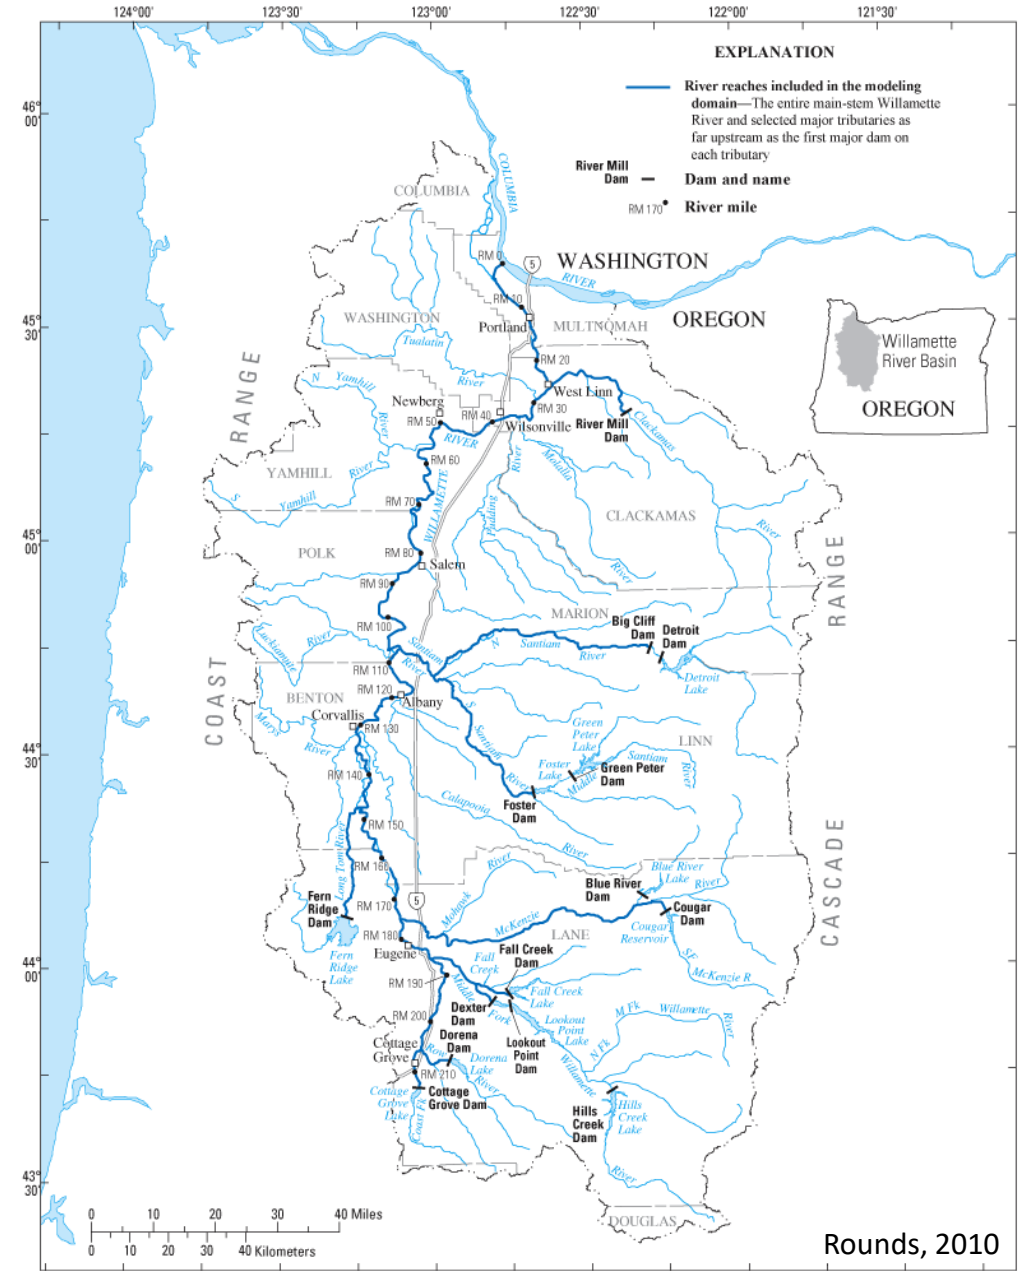 124°00'
123°30'
123°00'
122°30'
122°00'
121°30'
46°
00'
45°
30'
45°
00'
44°
30'
44°
00'
43°
30'
EXPLANATION
River reaches included in the modeling
domain—The entire main-stem Willamette
River and selected major tributaries as
far upstream as the first major dam on
each tributary
River Mill
Dam
Dam and name
RM 170
River mile
COLUMBIA
COLUMBIA
RM 0
5
WASHINGTON
RIVER
OREGON
RM 10
Portland
MULTNOMAH
WASHINGTON
Tualatin
River
RM 20
West Linn
RM 30
N Yamhill
River
Newberg
RM 50
RM 40
RIVER
Wilsonville
River Mill
Dam
Clackamas
River
Willamette
River Basin
OREGON
COAST RANGE
YAMHILL
River
S Yamhill
RM 60
RM 70
WILLAMETTE
River
Molalla
Pudding
River
CLACKAMAS
POLK
RM 80
Salem
RM 90
MARION
RM 100
Luckiamute
River
Santiam
River
RM 110
N Santiam
River
Big Cliff
Dam
Detroit
Dam
Detroit
Lake
CASCADE RANGE
BENTON
RM 120
Albany
Corvallis
RM 130
Marys
River
RM 140
S Santiam
River
Green
Peter
Lake
LINN
Foster
Lake
Middle
Santiam
River
Green Peter
Dam
Foster
Dam
Calapooia
River
RM 150
Long Tom River
RM 160
Mohawk
River
Blue River
Lake
Blue River
Dam
River
Fern
Ridge
Dam
RM 170
5
McKenzie
Cougar
Dam
Cougar
Reservoir
LANE
SF
McKenzie R
RM 180
Eugene
Fern
Ridge
Lake
Fall
Creek
Fall Creek
Dam
Fall Creek
Lake
RM 190
Middle
Fork
Dexter
Dam
Lookout
Point
Lake
Lookout
Point
Dam
M Fk
Willamette
River
N Fk
Willamette
RM 200
Dorena
Dam
Cottage
Grove
Row
River
Dorena
Lake
RM 210
Cottage
Grove
Lake
Cottage
Grove Dam
Coast Fk
Hills
Creek
Dam
Hills
Creek
Lake
River
DOUGLAS
0 10 20 30 40 Miles
0 10 20 30 40 Kilometers
Rounds, 2010